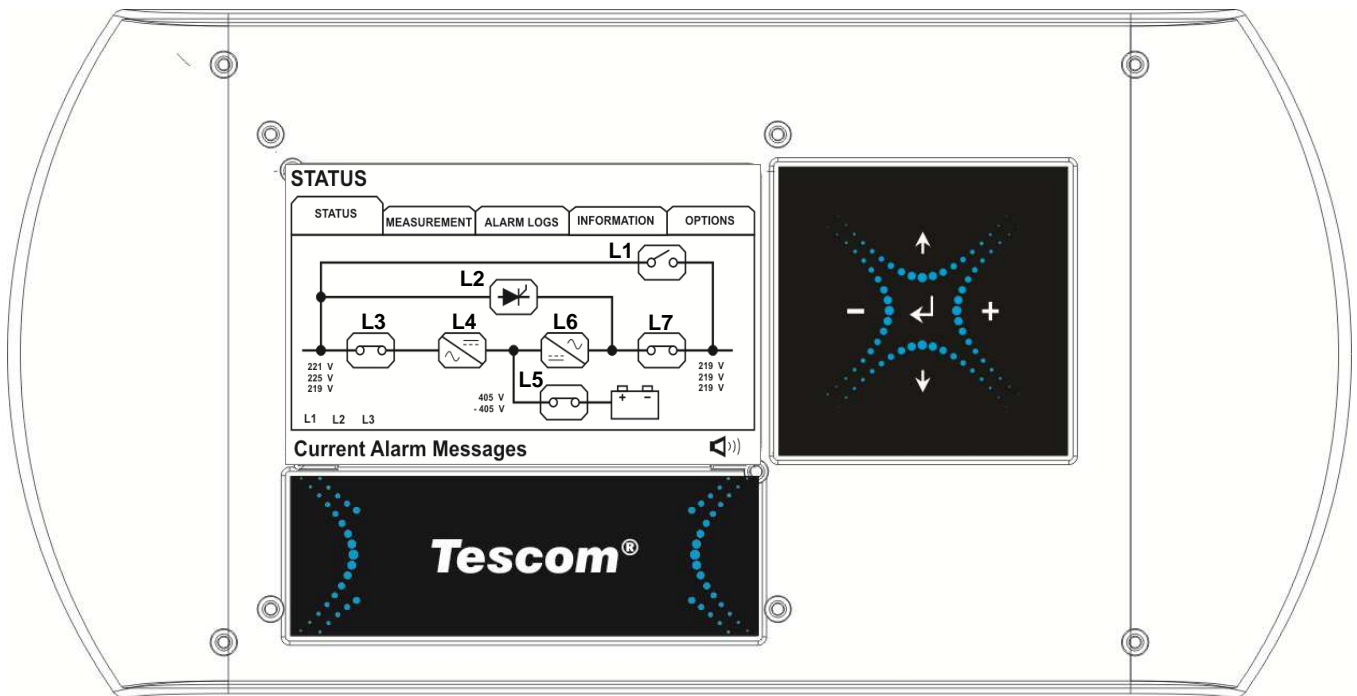 STATUS
STATUS MEASUREMENT ALARM LOGS INFORMATION OPTIONS
L1
L2
L3 L4 L6 L7
221 V
225 V
219 V
219 V
219 V
219 V
L5
405 V
- 405 V
+ −
L1 L2 L3
Current Alarm Messages
− +
Tescom®